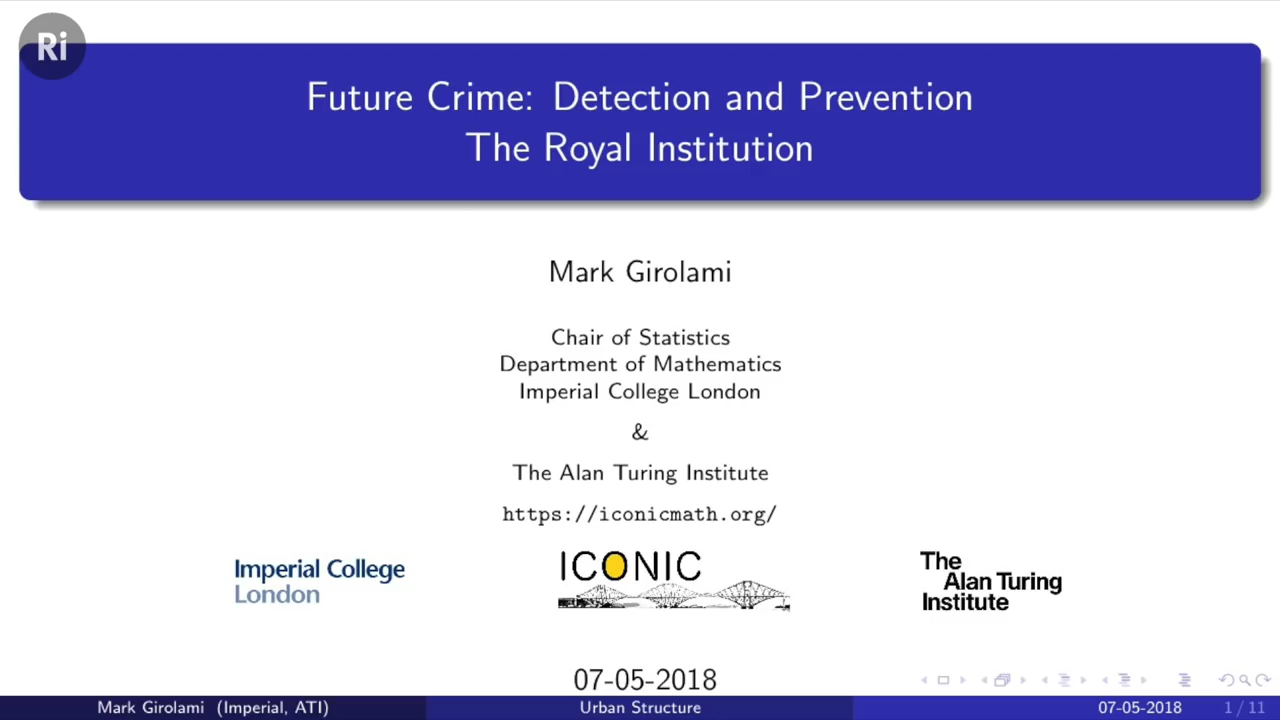 Ri
Future Crime: Detection and Prevention
The Royal Institution
Mark Girolami
Chair of Statistics
Department of Mathematics
Imperial College London
&
The Alan Turing Institute
https://iconicmath.org/
Imperial College
London
ICONIC
The
Alan Turing
Institute
07-05-2018
Mark Girolami (Imperial, ATI)
Urban Structure
07-05-2018
1 / 11